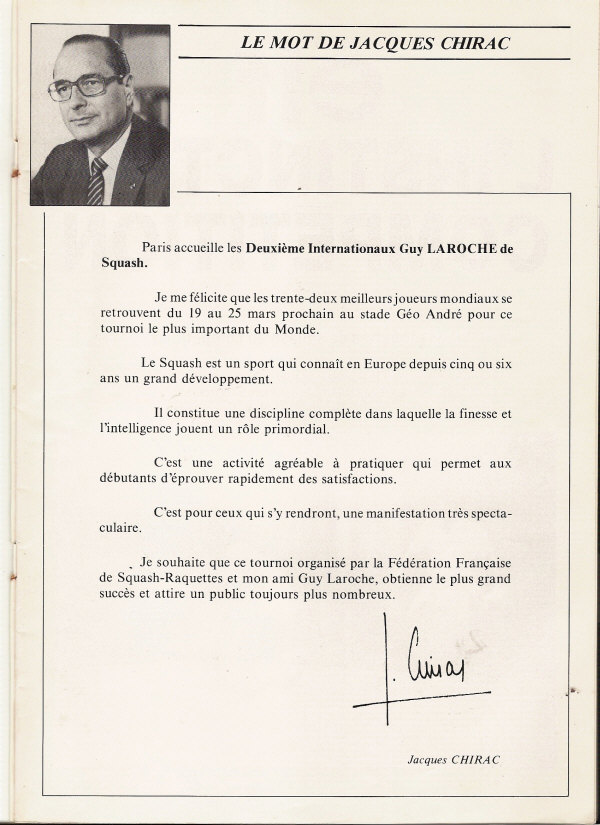 LE MOT DE JACQUES CHIRAC
Paris accueille les Deuxième Internationaux Guy LAROCHE de
Squash.
Je me félicite que les trente-deux meilleurs joueurs mondiaux se
retrouvent du 19 au 25 mars prochain au stade Géo André pour ce
tournoi le plus important du Monde.
Le Squash est un sport qui connaît en Europe depuis cinq ou six
ans un grand développement.
Il constitue une discipline complète dans laquelle la finesse et
l'intelligence jouent un rôle primordial.
C'est une activité agréable à pratiquer qui permet aux
débutants d'éprouver rapidement des satisfactions.
C'est pour ceux qui s'y rendront, une manifestation très specta-
culaire.
Je souhaite que ce tournoi organisé par la Fédération Française
de Squash-Raquettes et mon ami Guy Laroche, obtienne le plus grand
succès et attire un public toujours plus nombreux.
J. Chirac
Jacques CHIRAC